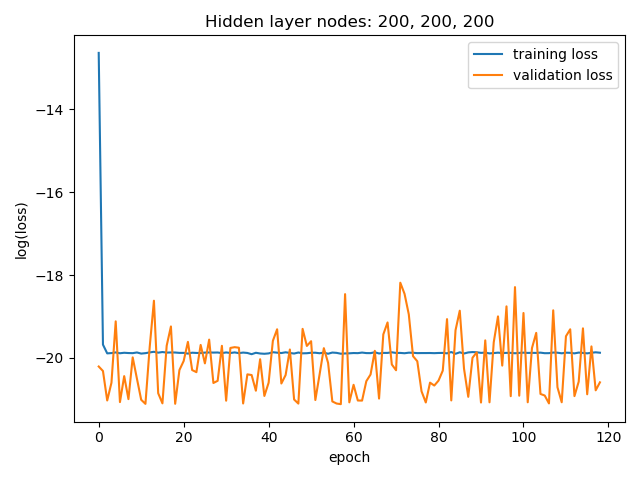 Hidden layer nodes: 200, 200, 200
training loss
validation loss
−14
−16
−18
−20
log(loss)
0 20 40 60 80 100 120
epoch